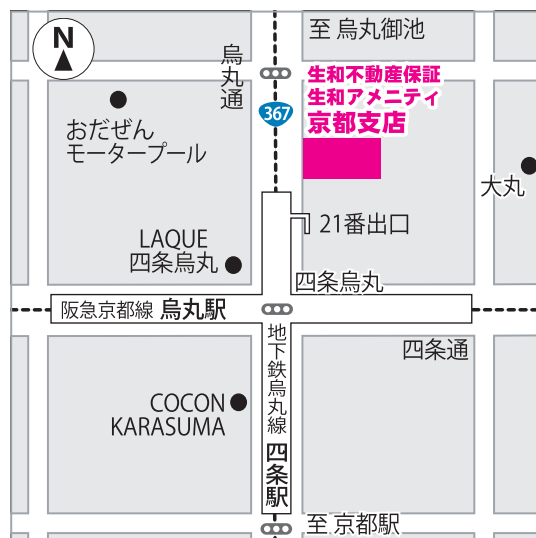 N
至 烏丸御池
烏丸通
生和不動産保証
生和アメニティ
京都支店
367
おだぜん
モータープール
大丸
21番出口
LAQUE
四条烏丸
四条烏丸
阪急京都線 烏丸駅
四条通
地下鉄烏丸線 四条駅
COCON
KARASUMA
至 京都駅